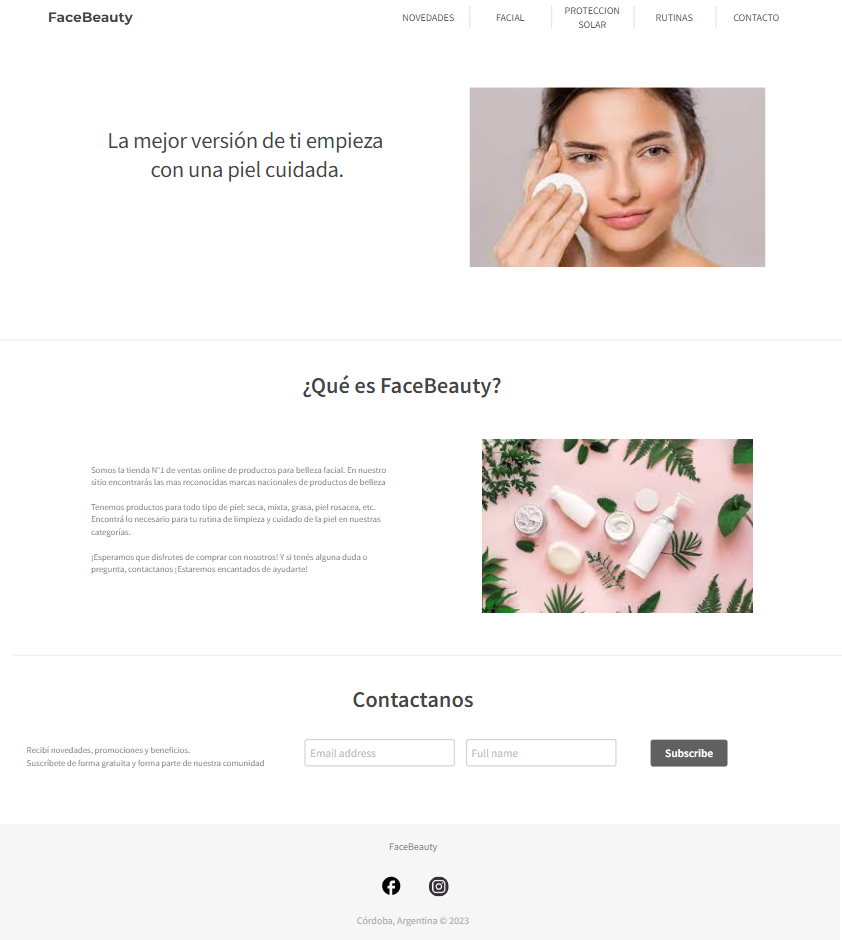 FaceBeauty
NOVEDADES
FACIAL
PROTECCION
SOLAR
RUTINAS
CONTACTO
La mejor versión de ti empieza
con una piel cuidada.
¿Qué es FaceBeauty?
Somos la tienda N°1 de ventas online de productos para belleza facial. En nuestro
sitio encontrarás las mas reconocidas marcas nacionales de productos de belleza
Tenemos productos para todo tipo de piel: seca, mixta, grasa, piel rosacea, etc.
Encontrá lo necesario para tu rutina de limpieza y cuidado de la piel en nuestras
categorías.
¡Esperamos que disfrutes de comprar con nosotros! Y si tenés alguna duda o
pregunta, contactanos ¡Estaremos encantados de ayudarte!
Contactanos
Recibí novedades, promociones y beneficios.
Suscríbete de forma gratuita y forma parte de nuestra comunidad
Email address
Full name
Subscribe
FaceBeauty
Córdoba, Argentina © 2023